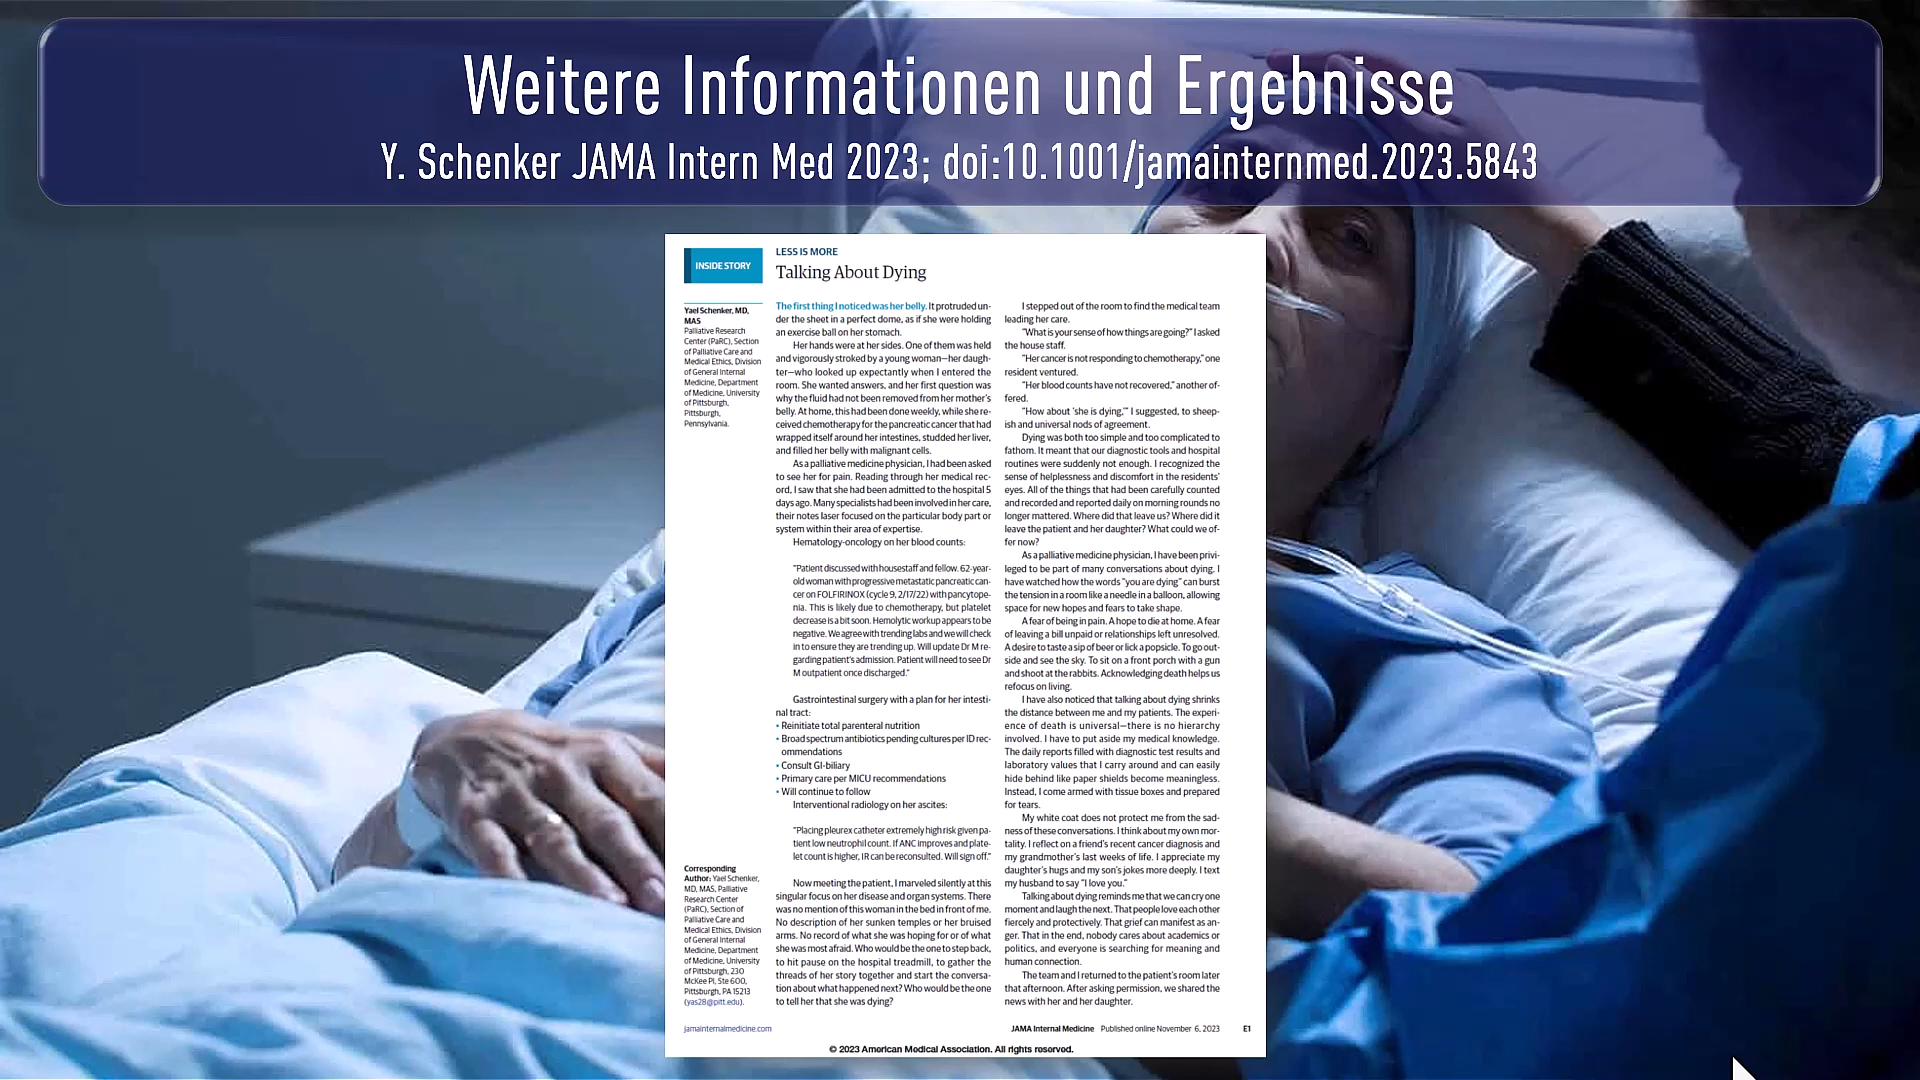 Weitere Informationen und Ergebnisse
Y. Schenker JAMA Intern Med 2023; doi:10.1001/jamainternmed.2023.5843
INSIDE STORY
LESS IS MORE
Talking About Dying
Yael Schenker, MD,
MAS
Palliative Research
Center (PaRC), Section
of Palliative Care and
Medical Ethics, Division
of General Internal
Medicine, Department
of Medicine, University
of Pittsburgh,
Pittsburgh,
Pennsylvania.
Corresponding
Author: Yael Schenker,
MD, MAS, Palliative
Research Center
(PaRC), Section of
Palliative Care and
Medical Ethics, Division
of General Internal
Medicine, Department
of Medicine, University
of Pittsburgh, 230
McKee Pl, Ste 600,
Pittsburgh, PA 15213
(yas28@pitt.edu).
The first thing I noticed was her belly. It protruded un-
der the sheet in a perfect dome, as if she were holding
an exercise ball on her stomach.
Her hands were at her sides. One of them was held
and vigorously stroked by a young woman—her daugh-
ter—who looked up expectantly when I entered the
room. She wanted answers, and her first question was
why the fluid had not been removed from her mother's
belly. At home, this had been done weekly, while she re-
ceived chemotherapy for the pancreatic cancer that had
wrapped itself around her intestines, studded her liver,
and filled her belly with malignant cells.
As a palliative medicine physician, I had been asked
to see her for pain. Reading through her medical rec-
ord, I saw that she had been admitted to the hospital 5
days ago. Many specialists had been involved in her care,
their notes laser focused on the particular body part or
system within their area of expertise.
Hematology-oncology on her blood counts:
"Patient discussed with housestaff and fellow. 62-year-
old woman with progressive metastatic pancreatic can-
cer on FOLFIRINOX (cycle 9, 2/17/22) with pancytope-
nia. This is likely due to chemotherapy, but platelet
decrease is a bit soon. Hemolytic workup appears to be
negative. We agree with trending labs and we will check
in to ensure they are trending up. Will update Dr M re-
garding patient's admission. Patient will need to see Dr
M outpatient once discharged."
Gastrointestinal surgery with a plan for her intesti-
nal tract:
• Reinitiate total parenteral nutrition
• Broad spectrum antibiotics pending cultures per ID rec-
ommendations
• Consult GI-biliary
• Primary care per MICU recommendations
• Will continue to follow
Interventional radiology on her ascites:
"Placing pleurex catheter extremely high risk given pa-
tient low neutrophil count. If ANC improves and plate-
let count is higher, IR can be reconsulted. Will sign off."
Now meeting the patient, I marveled silently at this
singular focus on her disease and organ systems. There
was no mention of this woman in the bed in front of me.
No description of her sunken temples or her bruised
arms. No record of what she was hoping for or of what
she was most afraid. Who would be the one to step back,
to hit pause on the hospital treadmill, to gather the
threads of her story together and start the conversa-
tion about what happened next? Who would be the one
to tell her that she was dying?
I stepped out of the room to find the medical team
leading her care.
"What is your sense of how things are going?" I asked
the house staff.
"Her cancer is not responding to chemotherapy," one
resident ventured.
"Her blood counts have not recovered," another of-
fered.
"How about 'she is dying,'" I suggested, to sheep-
ish and universal nods of agreement.
Dying was both too simple and too complicated to
fathom. It meant that our diagnostic tools and hospital
routines were suddenly not enough. I recognized the
sense of helplessness and discomfort in the residents'
eyes. All of the things that had been carefully counted
and recorded and reported daily on morning rounds no
longer mattered. Where did that leave us? Where did it
leave the patient and her daughter? What could we of-
fer now?
As a palliative medicine physician, I have been privi-
leged to be part of many conversations about dying. I
have watched how the words "you are dying" can burst
the tension in a room like a needle in a balloon, allowing
space for new hopes and fears to take shape.
A fear of being in pain. A hope to die at home. A fear
of leaving a bill unpaid or relationships left unresolved.
A desire to taste a sip of beer or lick a popsicle. To go out-
side and see the sky. To sit on a front porch with a gun
and shoot at the rabbits. Acknowledging death helps us
refocus on living.
I have also noticed that talking about dying shrinks
the distance between me and my patients. The experi-
ence of death is universal—there is no hierarchy
involved. I have to put aside my medical knowledge.
The daily reports filled with diagnostic test results and
laboratory values that I carry around and can easily
hide behind like paper shields become meaningless.
Instead, I come armed with tissue boxes and prepared
for tears.
My white coat does not protect me from the sad-
ness of these conversations. I think about my own mor-
tality. I reflect on a friend's recent cancer diagnosis and
my grandmother's last weeks of life. I appreciate my
daughter's hugs and my son's jokes more deeply. I text
my husband to say "I love you."
Talking about dying reminds me that we can cry one
moment and laugh the next. That people love each other
fiercely and protectively. That grief can manifest as an-
ger. That in the end, nobody cares about academics or
politics, and everyone is searching for meaning and
human connection.
The team and I returned to the patient's room later
that afternoon. After asking permission, we shared the
news with her and her daughter.
jamainternalmedicine.com
JAMA Internal Medicine Published online November 6, 2023 E1
© 2023 American Medical Association. All rights reserved.